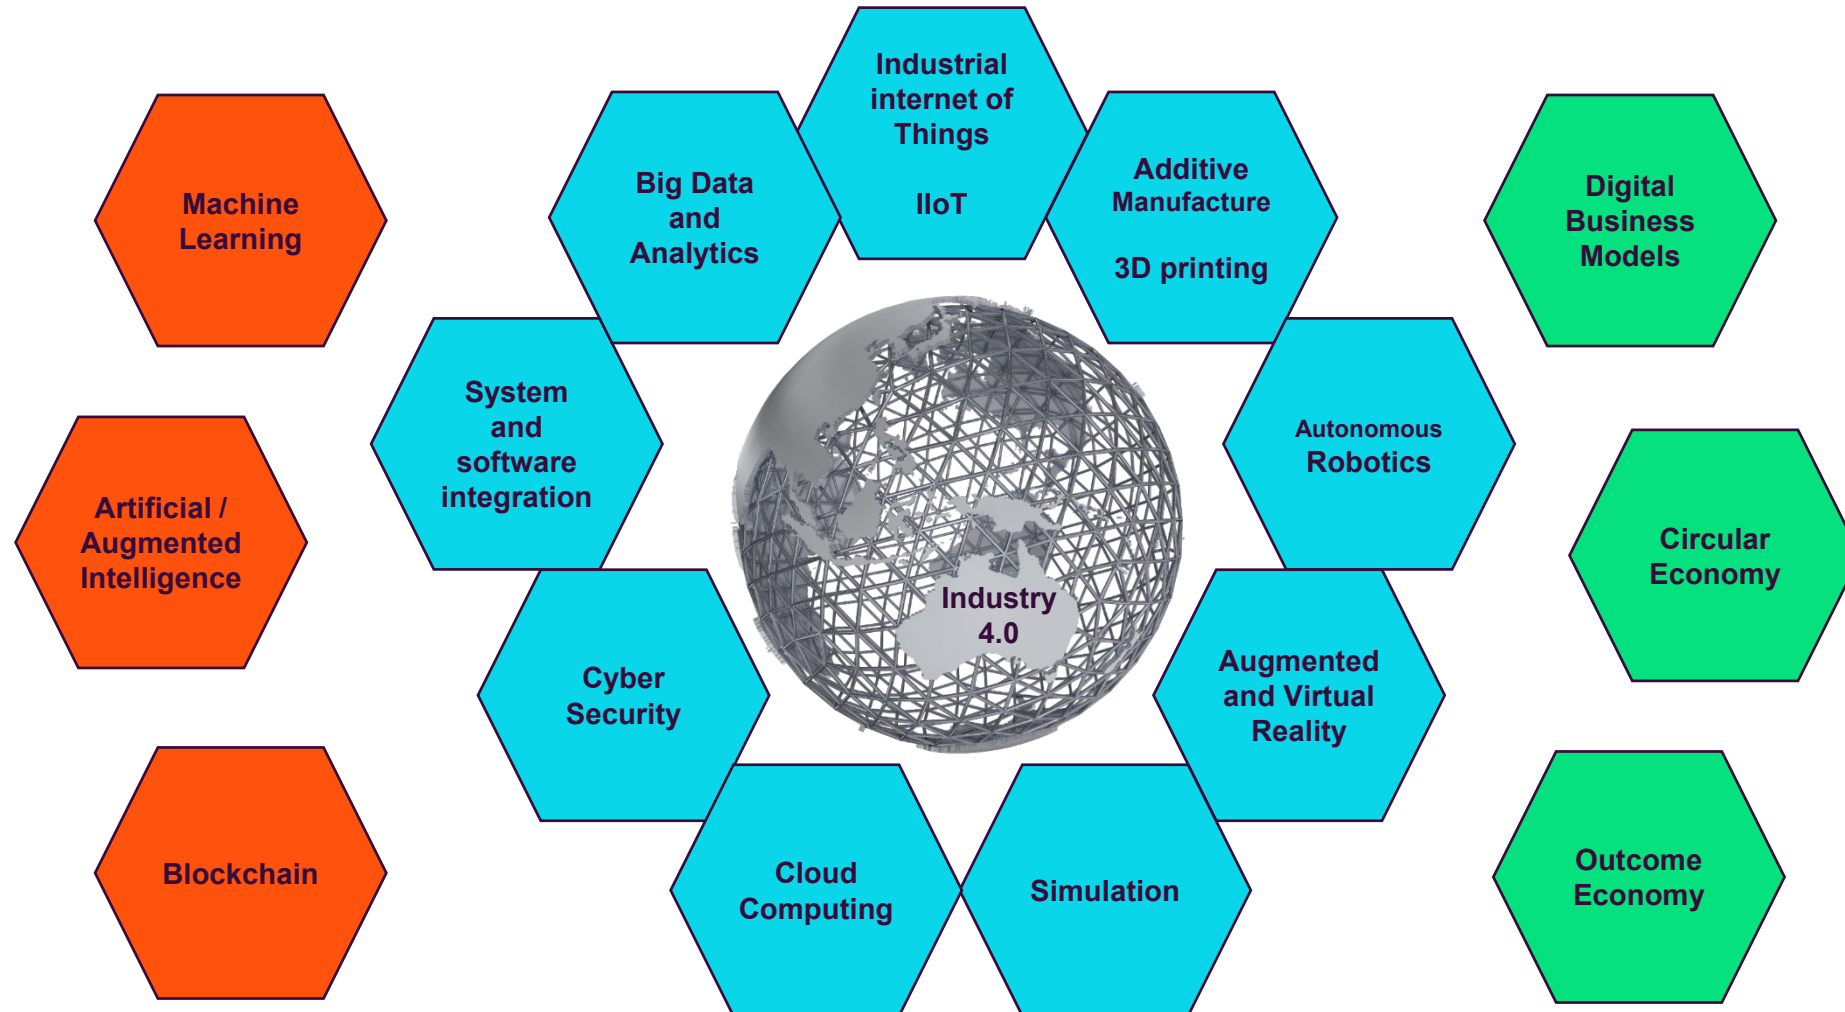 Industrial
internet of
Things
IIoT
Big Data
and
Analytics
Additive
Manufacture
3D printing
Machine
Learning
Digital
Business
Models
System
and
software
integration
Autonomous
Robotics
Artificial /
Augmented
Intelligence
Circular
Economy
Industry
4.0
Cyber
Security
Augmented
and Virtual
Reality
Blockchain
Cloud
Computing
Simulation
Outcome
Economy